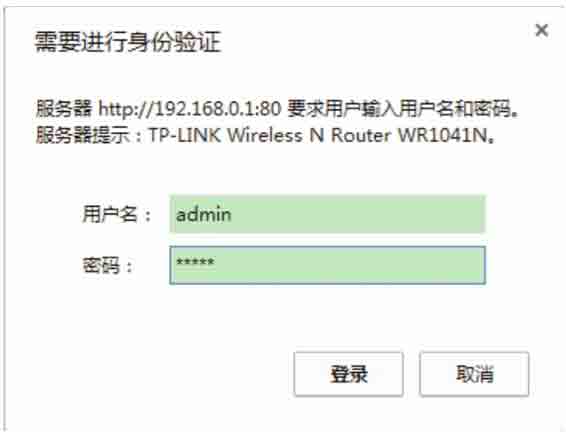 需要进行身份验证
×
服务器 http://192.168.0.1:80 要求用户输入用户名和密码。
服务器提示：TP-LINK Wireless N Router WR1041N。
用户名： admin
密码： *****
登录 取消